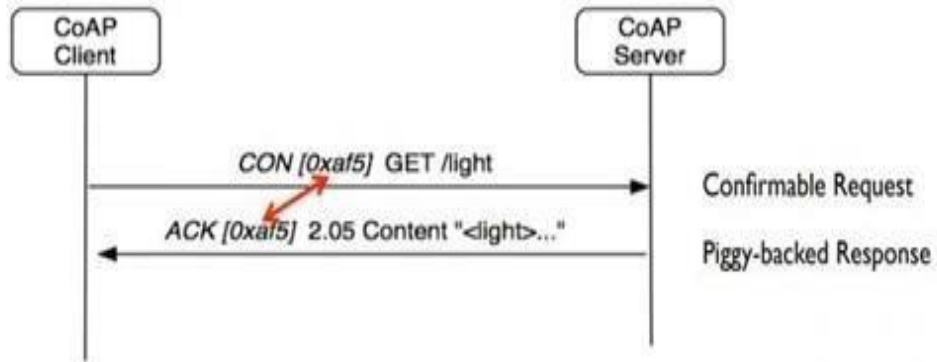 CoAP
Client
CoAP
Server
CON [0xaf5] GET /light
Confirmable Request
ACK [0xaf5] 2.05 Content "<light>..."
Piggy-backed Response